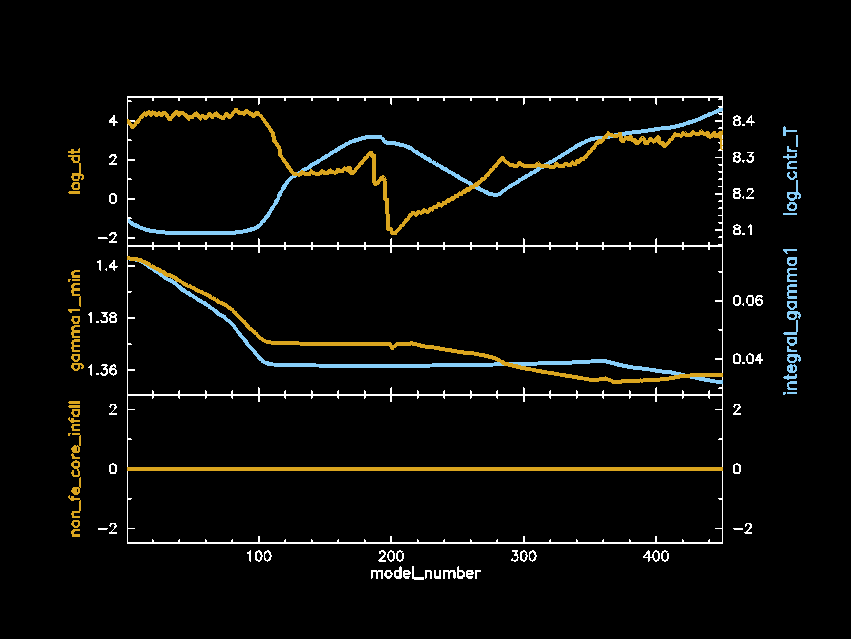 log_dt
4
2
0
−2
8.4
8.3
8.2
8.1
log_cntr_T
gamma1_min
1.4
1.38
1.36
0.06
0.04
integral_gamma1
non_fe_core_infall
2
0
−2
2
0
−2
100 200 300 400
model_number